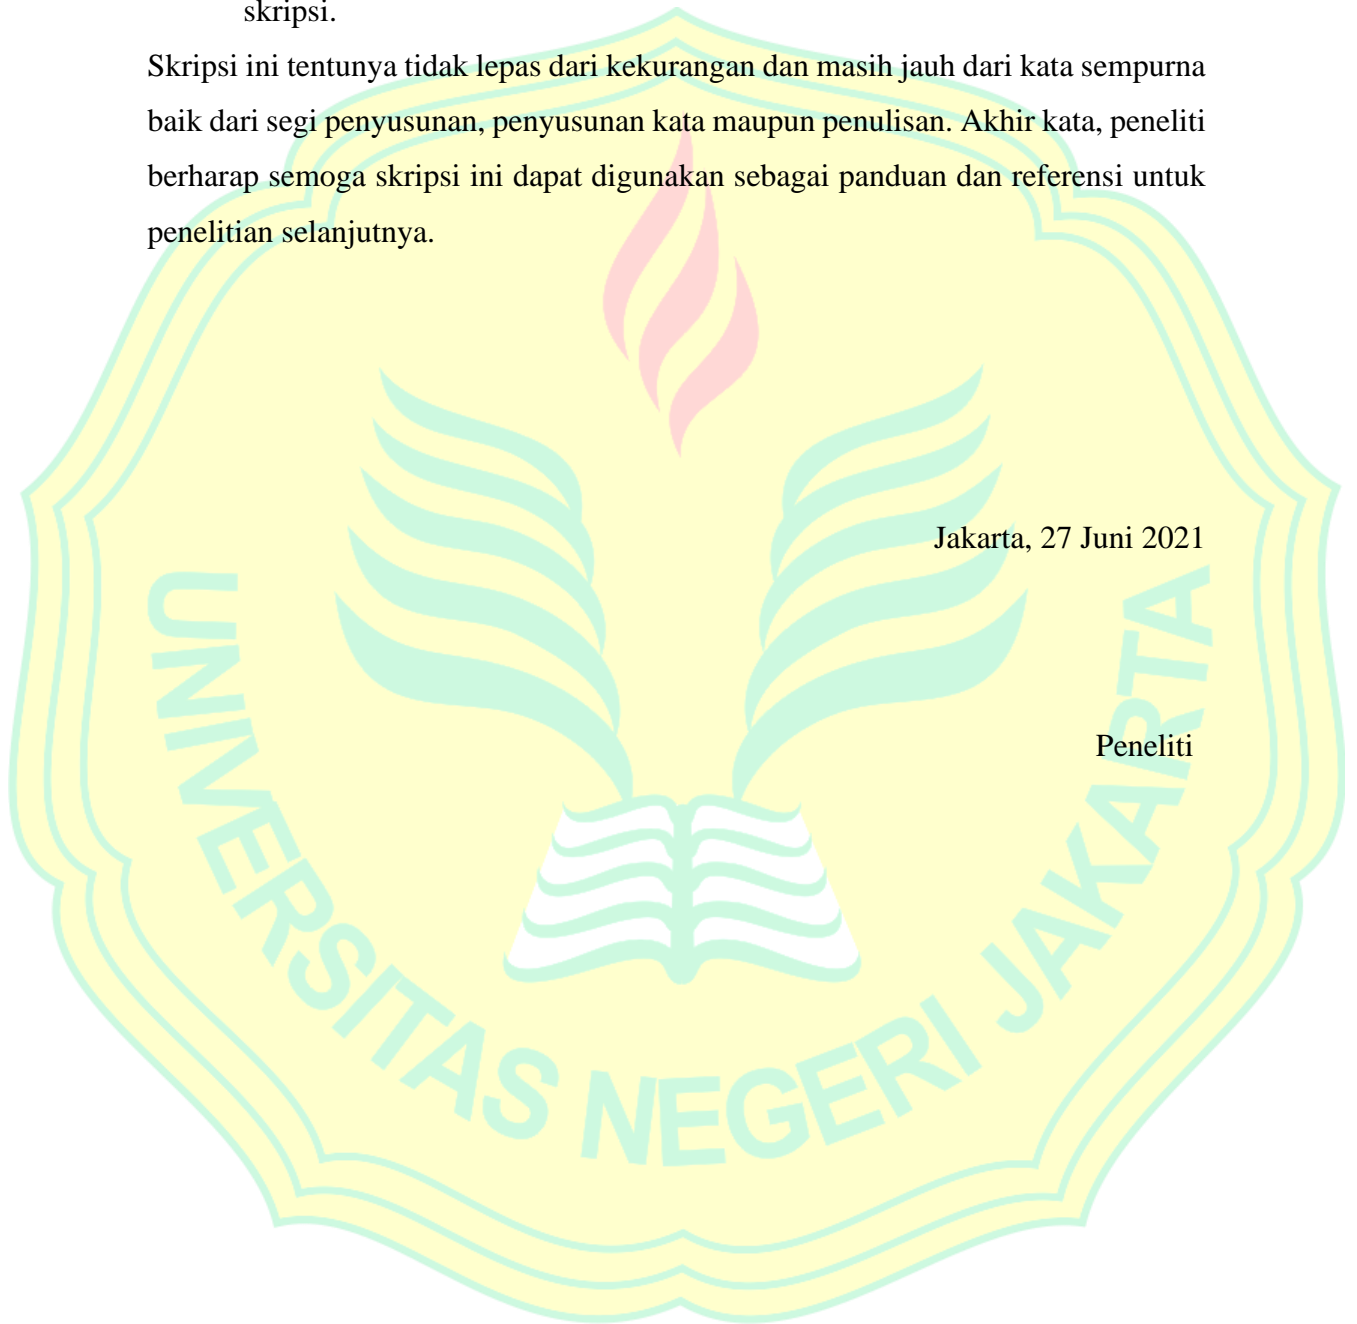 skripsi.
Skripsi ini tentunya tidak lepas dari kekurangan dan masih jauh dari kata sempurna
baik dari segi penyusunan, penyusunan kata maupun penulisan. Akhir kata, peneliti
berharap semoga skripsi ini dapat digunakan sebagai panduan dan referensi untuk
penelitian selanjutnya.
Jakarta, 27 Juni 2021
Peneliti
UNIVERSITAS NEGERI JAKARTA